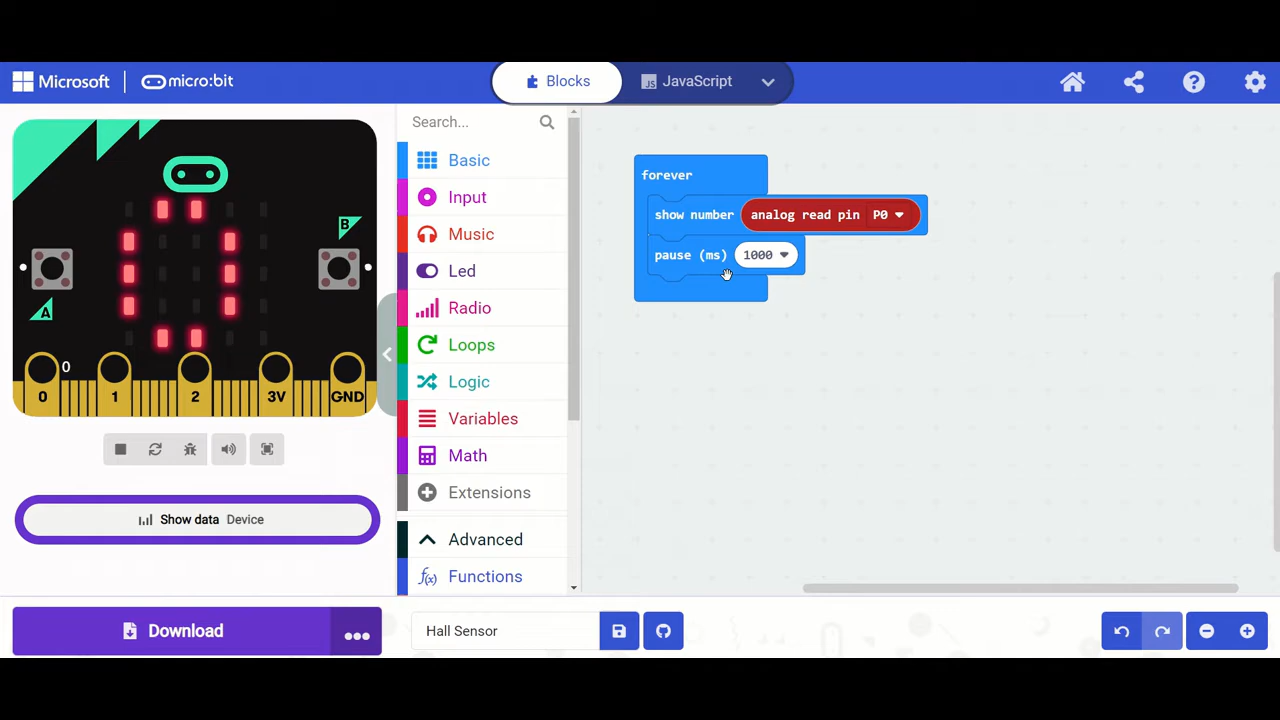 Microsoft micro:bit Blocks JavaScript
Search...
Basic
Input
Music
Led
Radio
Loops
Logic
Variables
Math
Extensions
Advanced
Functions
forever
show number analog read pin P0
pause (ms) 1000
B
A
0
0 1 2 3V GND
Show data Device
Download
Hall Sensor